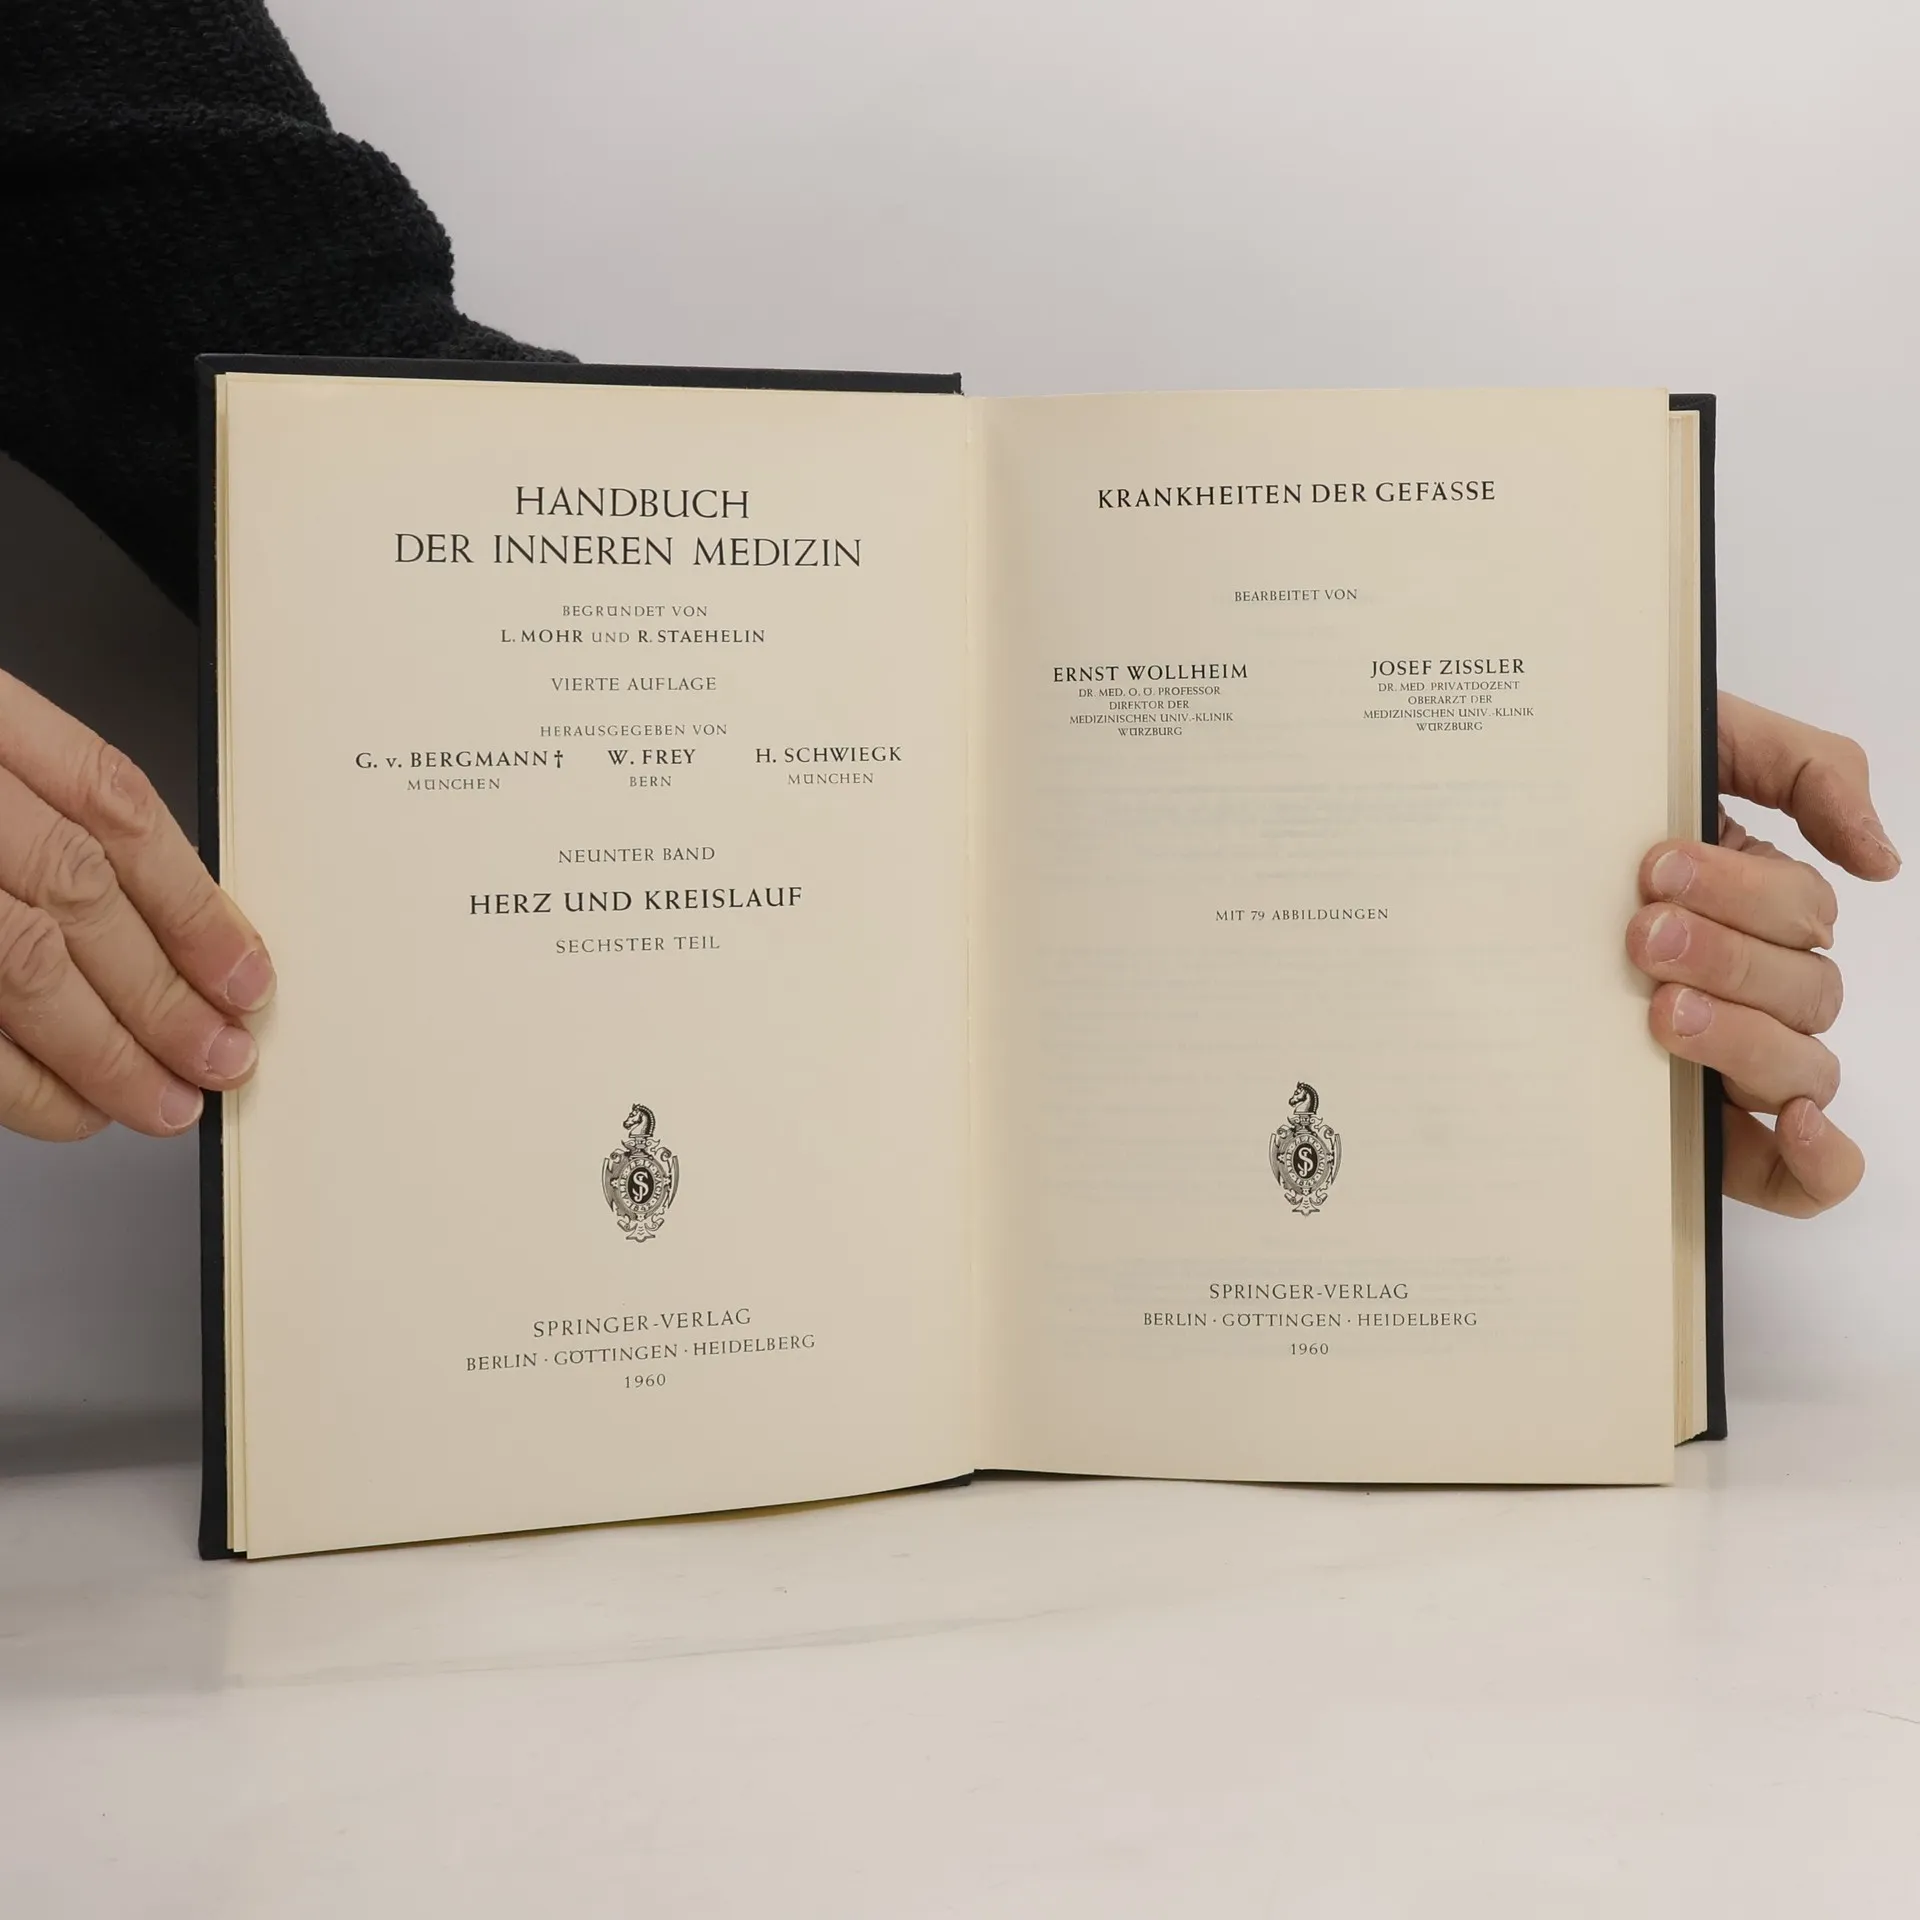 HANDBUCH
DER INNEREN MEDIZIN
BEGRÜNDET VON
L. MOHR UND R. STAEHELIN
VIERTE AUFLAGE
HERAUSGEGEBEN VON
G. v. BERGMANN† W. FREY H. SCHWIEGK
MÜNCHEN BERN MÜNCHEN
NEUNTER BAND
HERZ UND KREISLAUF
SECHSTER TEIL
SPRINGER-VERLAG
BERLIN · GÖTTINGEN · HEIDELBERG
1960
KRANKHEITEN DER GEFÄSSE
BEARBEITET VON
ERNST WOLLHEIM JOSEF ZISSLER
DR. MED. O. Ö. PROFESSOR DR. MED. PRIVATDOZENT
DIREKTOR DER OBERARZT DER
MEDIZINISCHEN UNIV.-KLINIK MEDIZINISCHEN UNIV.-KLINIK
WÜRZBURG WÜRZBURG
MIT 79 ABBILDUNGEN
SPRINGER-VERLAG
BERLIN · GÖTTINGEN · HEIDELBERG
1960